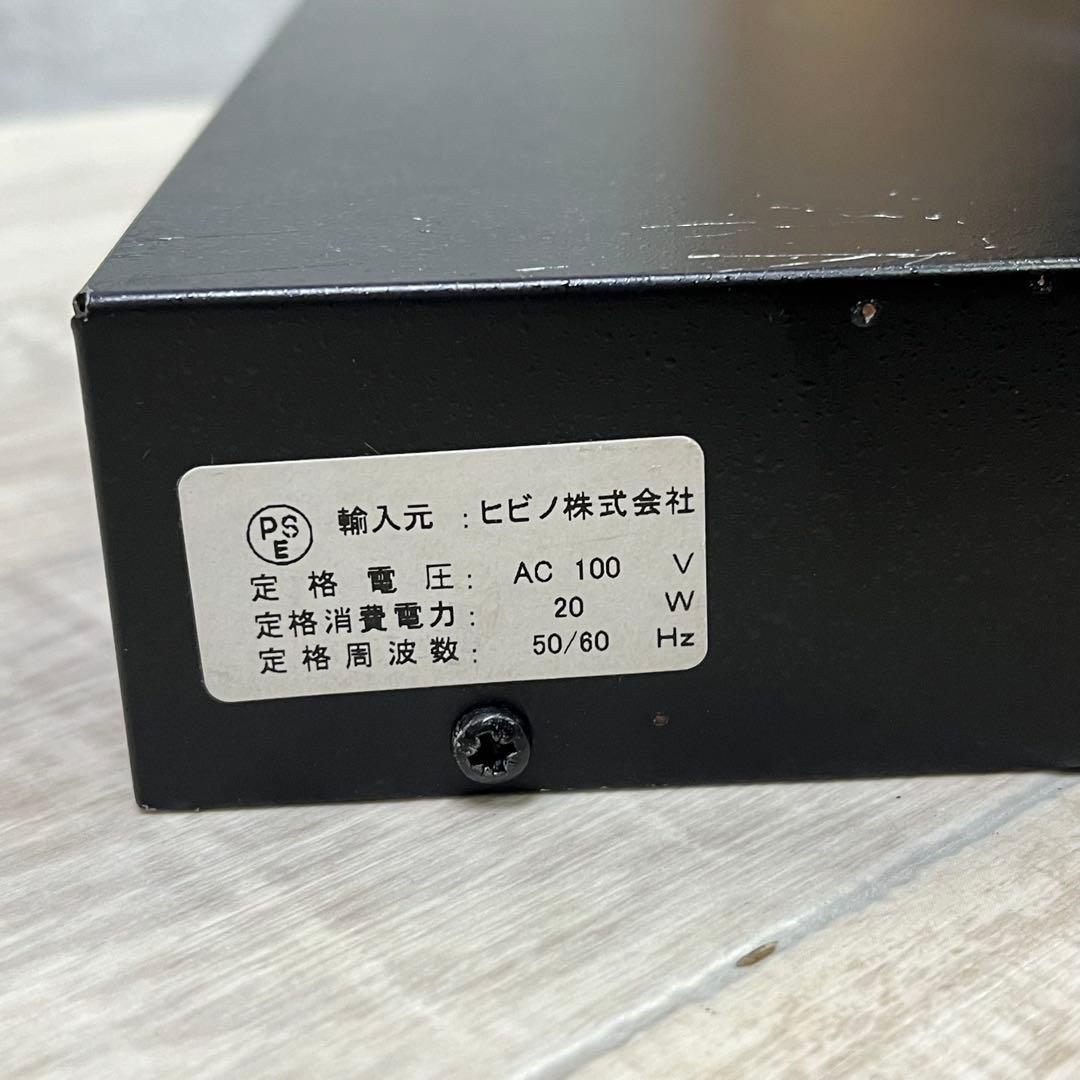 PSE 輸入元 : ヒビノ株式会社
定格電圧: AC 100 V
定格消費電力: 20 W
定格周波数: 50/60 Hz